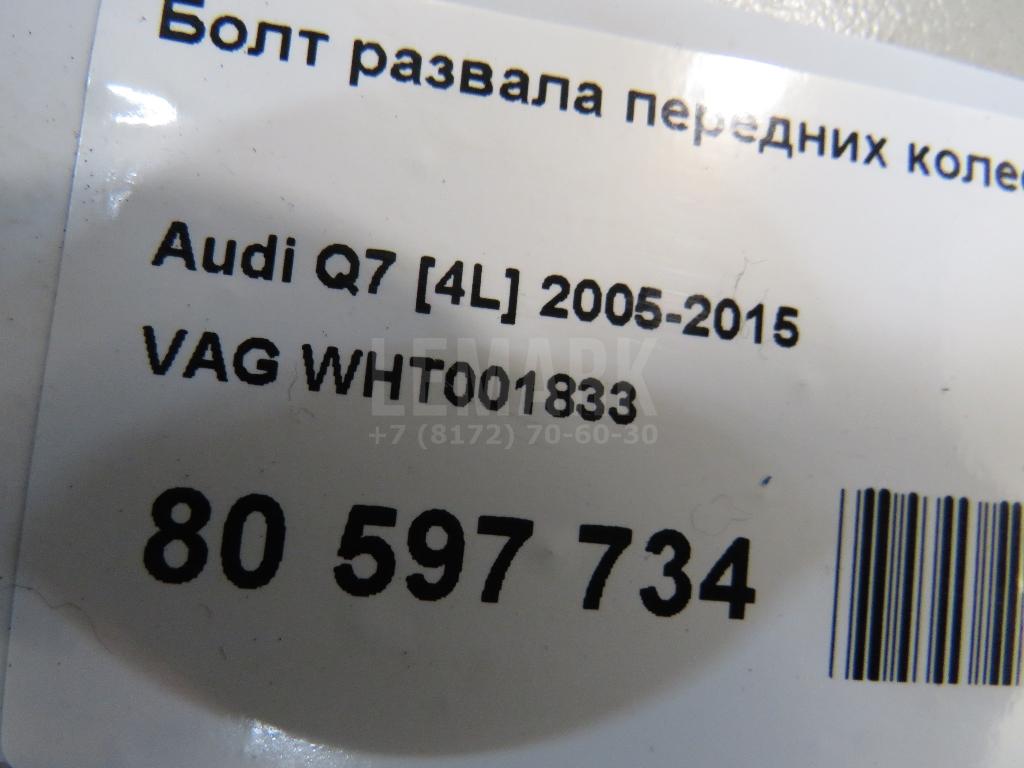 Болт развала передних колес
Audi Q7 [4L] 2005-2015
VAG WHT001833
LEMARK
+7 (8172) 70-60-30
80 597 734